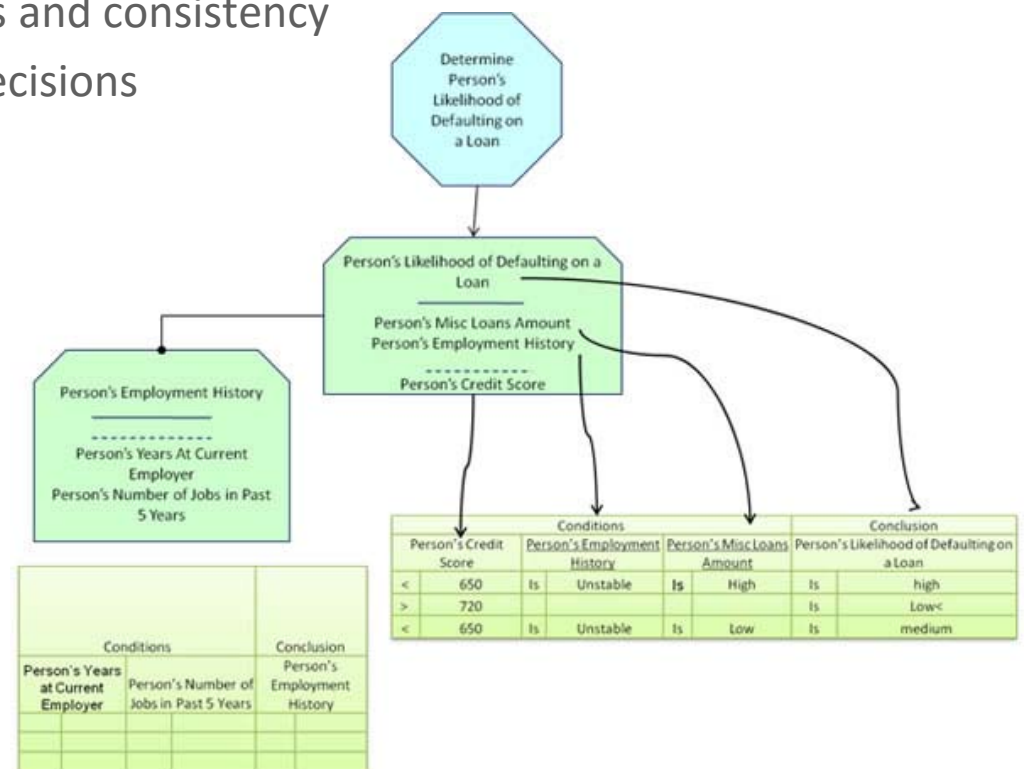 s and consistency
ecisions
Determine
Person's
Likelihood of
Defaulting on
a Loan
Person's Likelihood of Defaulting on a
Loan
Person's Misc Loans Amount
Person's Employment History
Person's Credit Score
Person's Employment History
Person's Years At Current
Employer
Person's Number of Jobs in Past
5 Years
Conditions Conclusion
Person's Credit Person's Employment Person's Misc Loans Person's Likelihood of Defaulting on
Score History Amount a Loan
< 650 Is Unstable Is High Is high
> 720 Is Low<
< 650 Is Unstable Is Low Is medium
Conditions Conclusion
Person's Years at Current Employer Person's Number of Jobs in Past 5 Years Person's Employment History